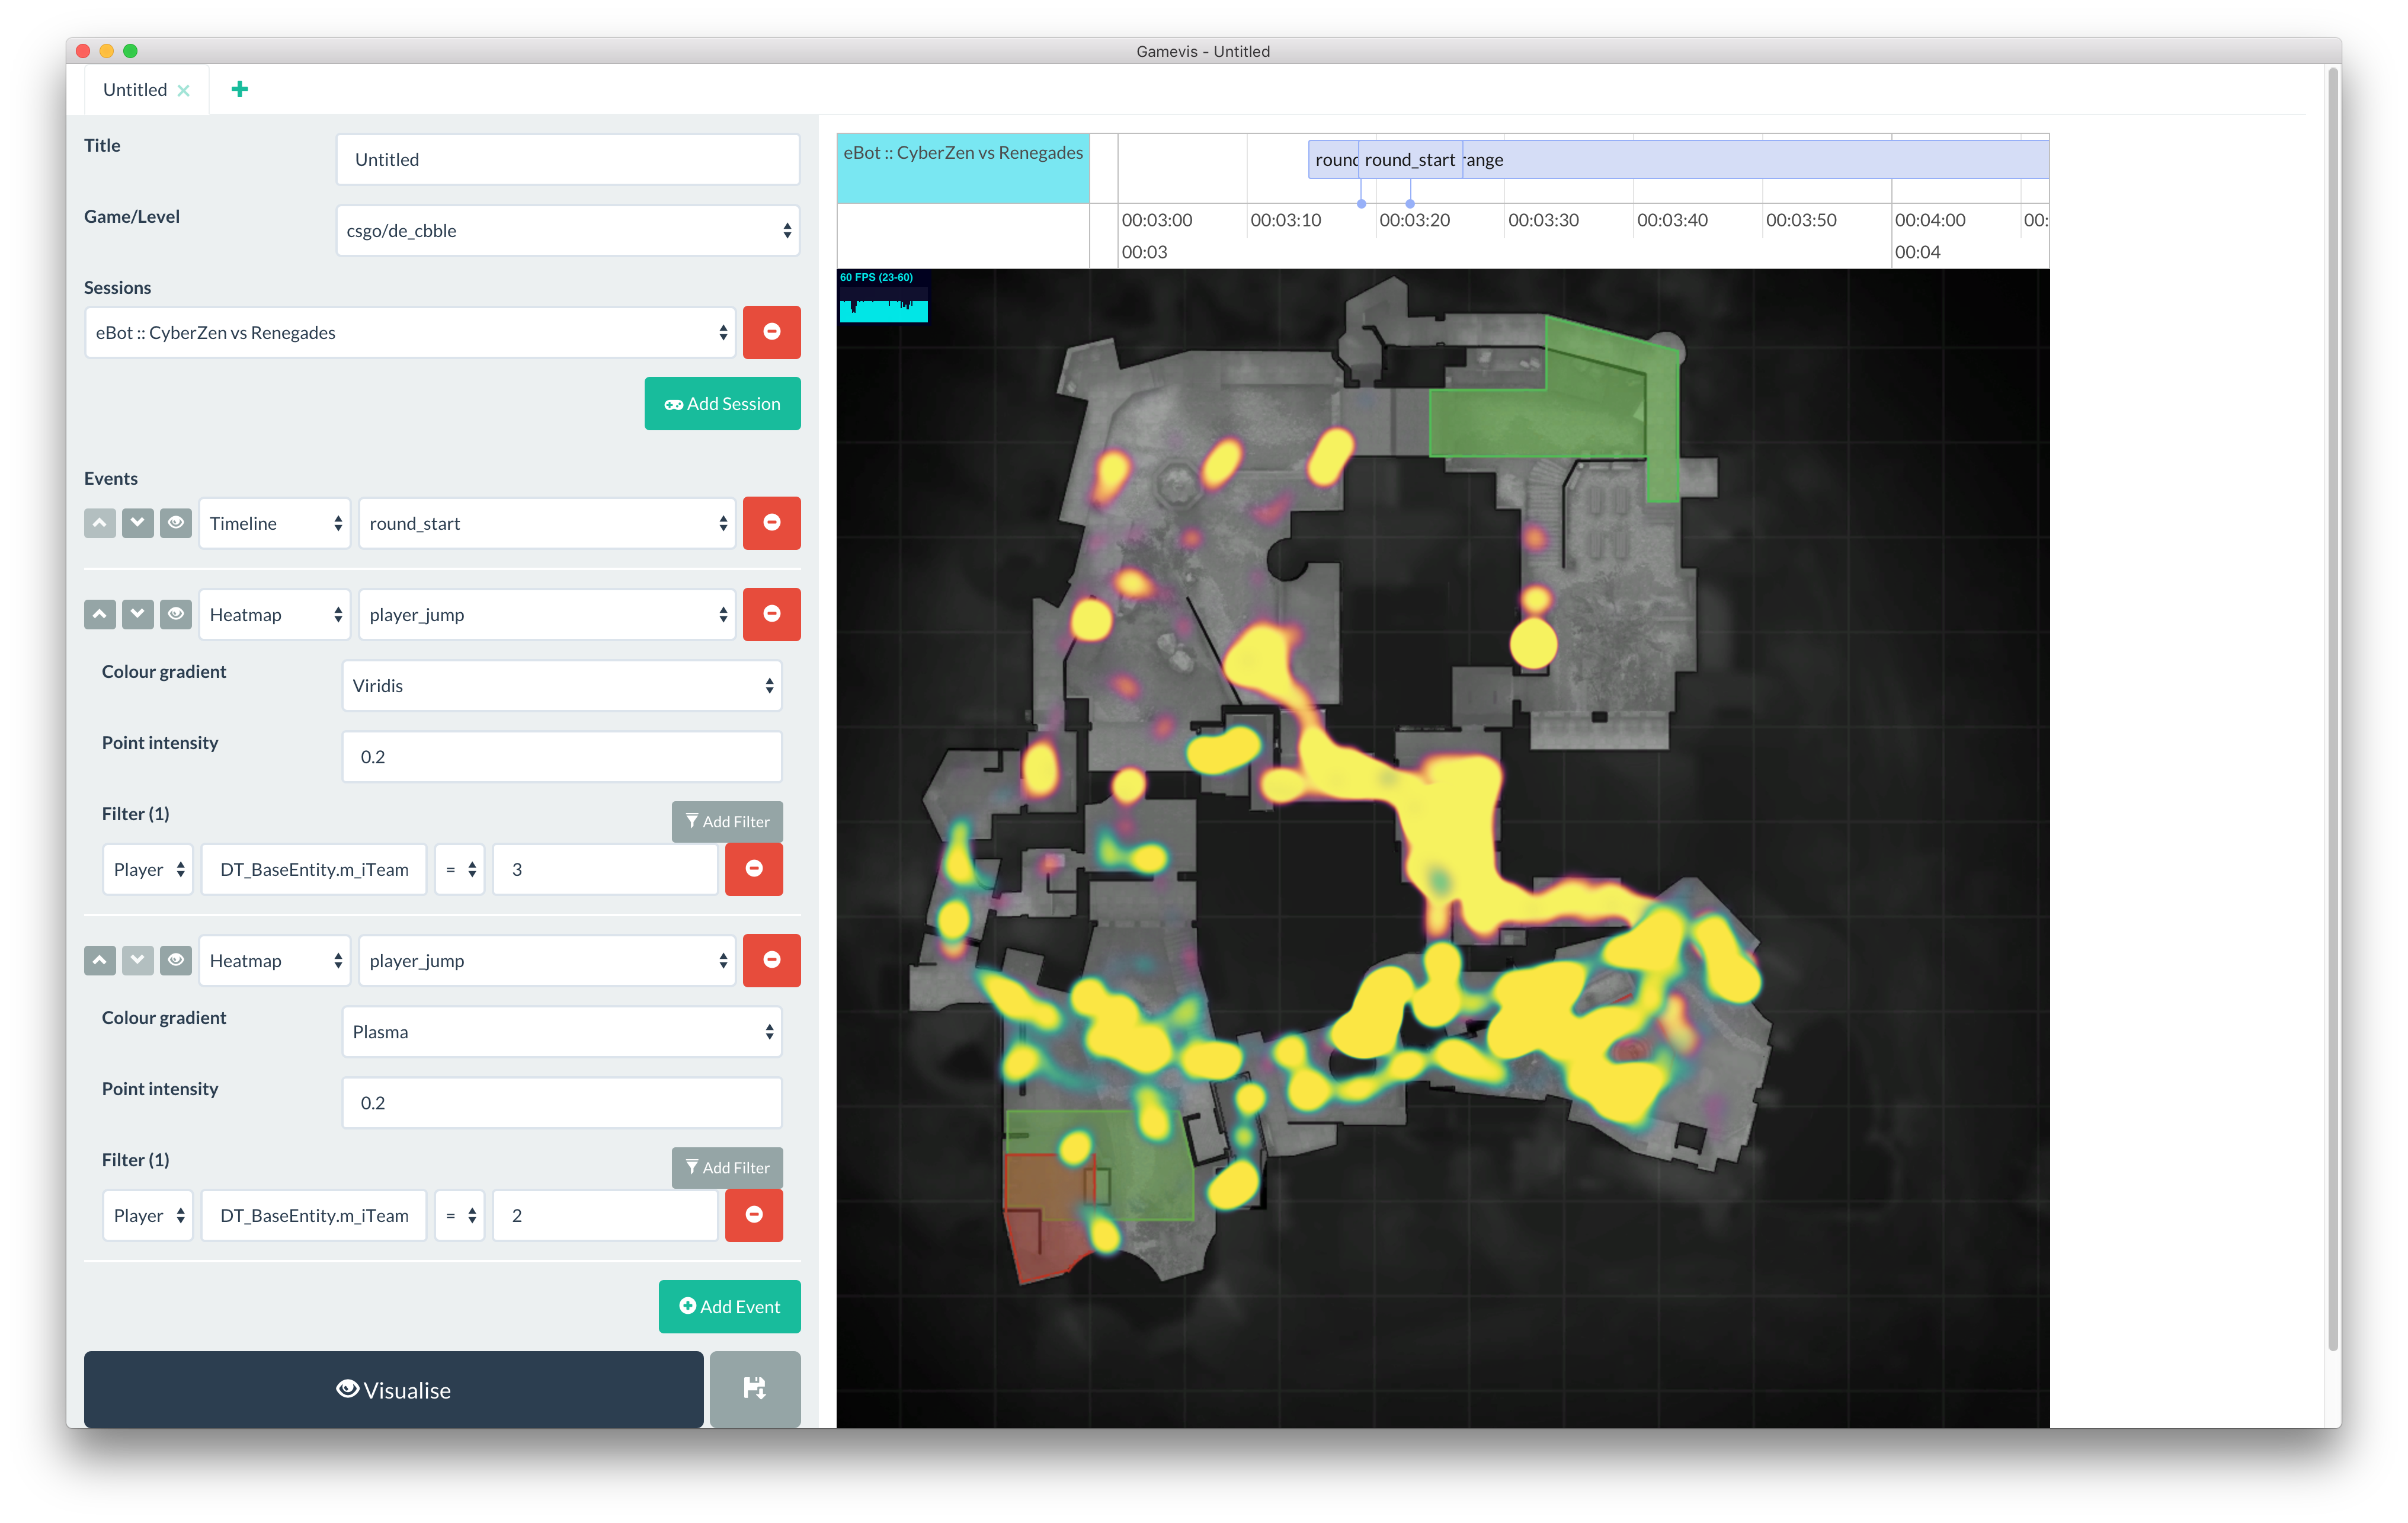 Gamevis - Untitled
Untitled
Title
Untitled
Game/Level
csgo/de_cbble
Sessions
eBot :: CyberZen vs Renegades
Add Session
Events
Timeline
round_start
Heatmap
player_jump
Colour gradient
Viridis
Point intensity
0.2
Filter (1)
Add Filter
Player
DT_BaseEntity.m_iTeam
=
3
Heatmap
player_jump
Colour gradient
Plasma
Point intensity
0.2
Filter (1)
Add Filter
Player
DT_BaseEntity.m_iTeam
=
2
Add Event
Visualise
eBot :: CyberZen vs Renegades
round round_start range
00:03:00 00:03:10 00:03:20 00:03:30 00:03:40 00:03:50 00:04:00 00:
00:03 00:04
60 FPS (23-60)